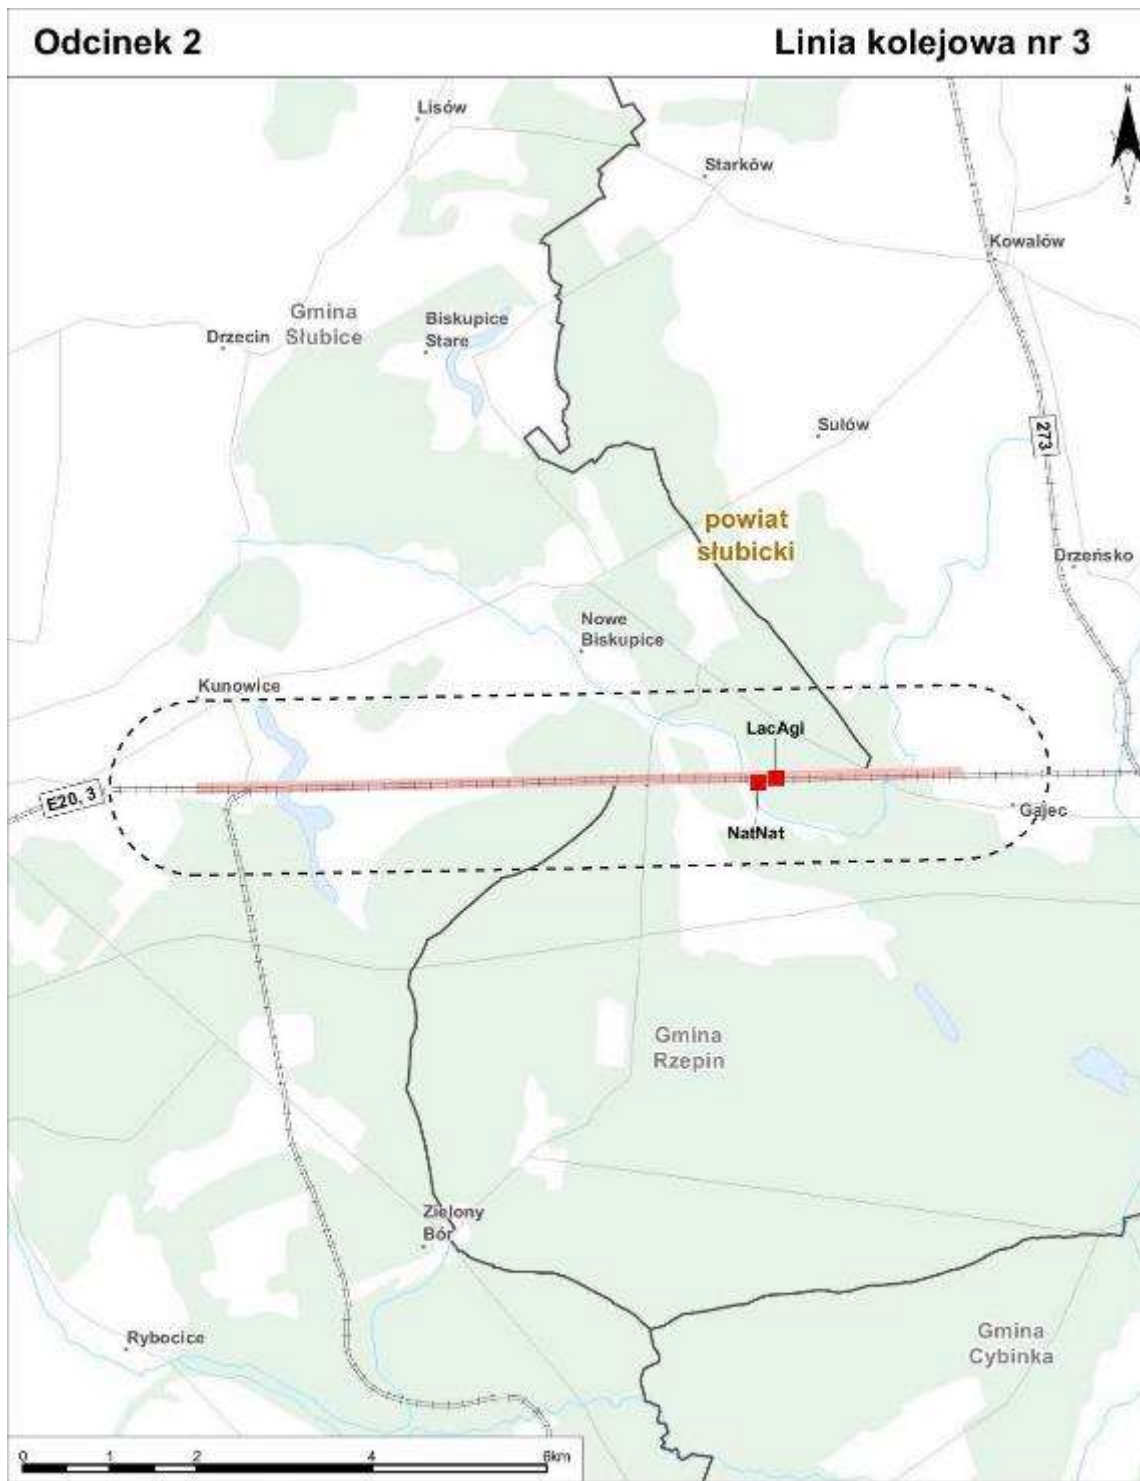 Odcinek 2
Linia kolejowa nr 3
N
S
Lisów
Starków
Kowalów
Gmina
Słubice
Biskupice
Stare
Drzecin
Sułów
273
powiat
słubicki
Drzeńsko
Nowe
Biskupice
Kunowice
LacAgi
E20, 3
Gajec
NatNat
Gmina
Rzepin
Zielony
Bór
Rybocice
Gmina
Cybinka
0 1 2 4 6km